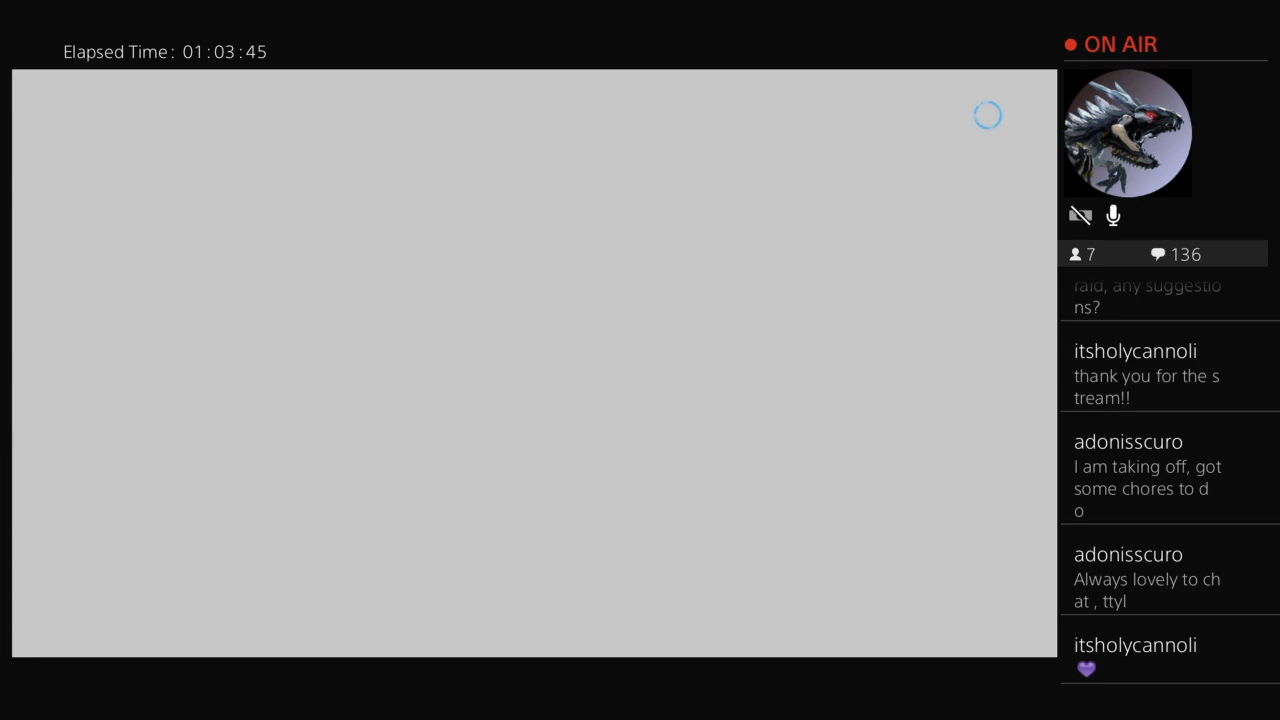 Elapsed Time: 01:03:45
ON AIR
7
136
raid, any suggestio
ns?
itsholycannoli
thank you for the s
tream!!
adonisscuro
I am taking off, got
some chores to d
o
adonisscuro
Always lovely to ch
at , ttyl
itsholycannoli
💜